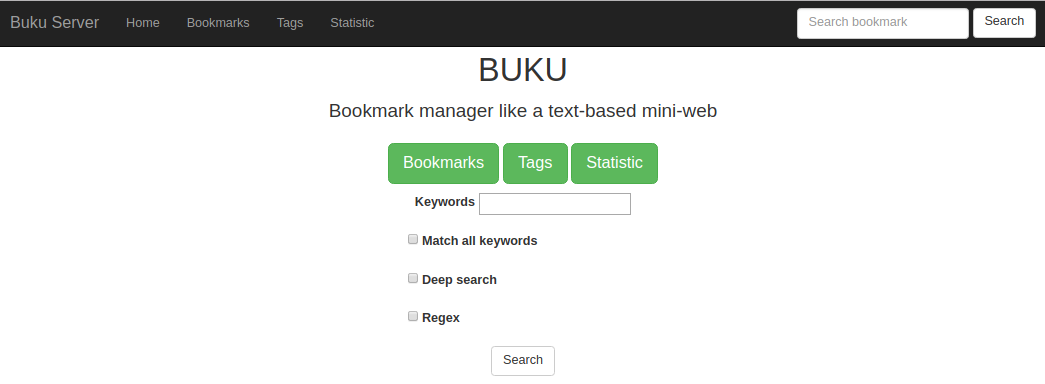 Buku Server Home Bookmarks Tags Statistic Search bookmark Search
BUKU
Bookmark manager like a text-based mini-web
Bookmarks Tags Statistic
Keywords
Match all keywords
Deep search
Regex
Search